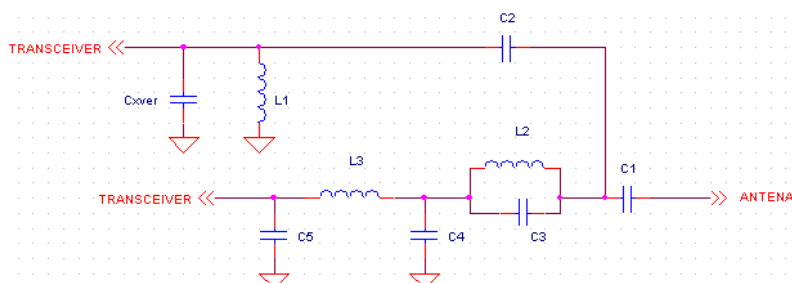 C2
TRANSCEIVER
Cxver
L1
L2
L3
C1
TRANSCEIVER
ANTENA
C5
C4
C3